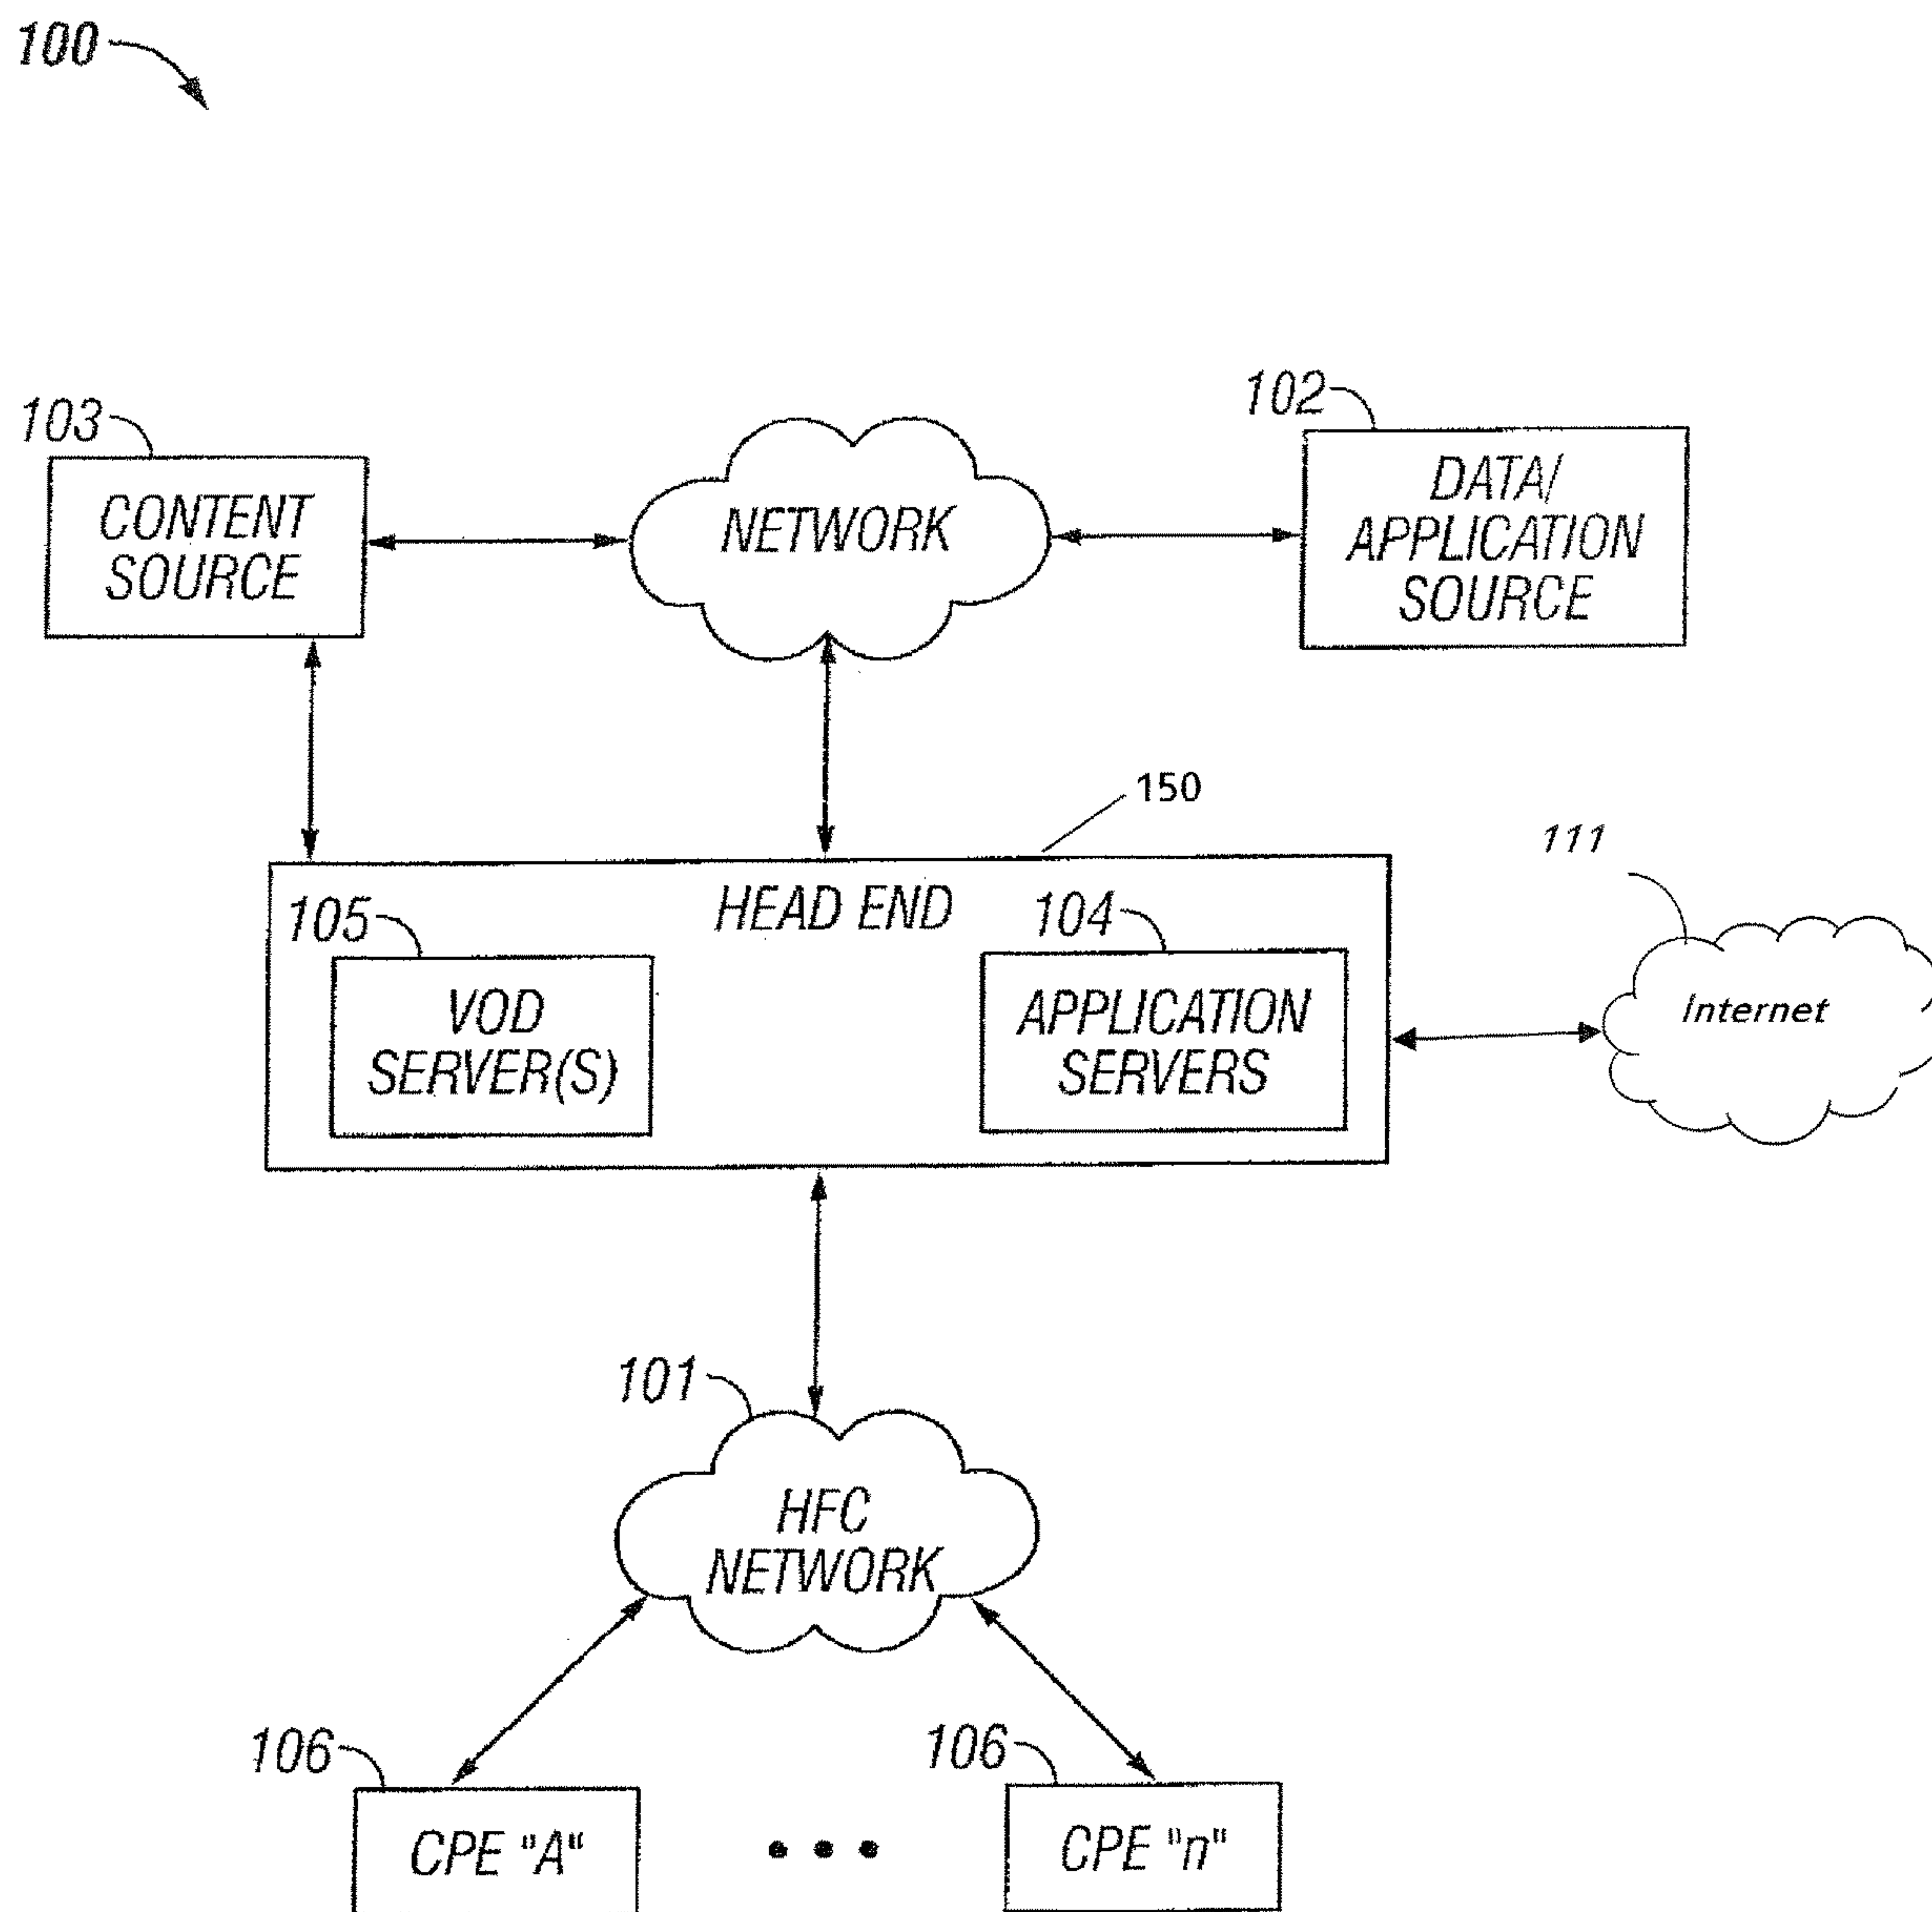 100
103
102
CONTENT
SOURCE
NETWORK
DATA/
APPLICATION
SOURCE
150
111
HEAD END
105
104
VOD
SERVER(S)
APPLICATION
SERVERS
Internet
101
HFC
NETWORK
106
106
CPE "A"
CPE "n"